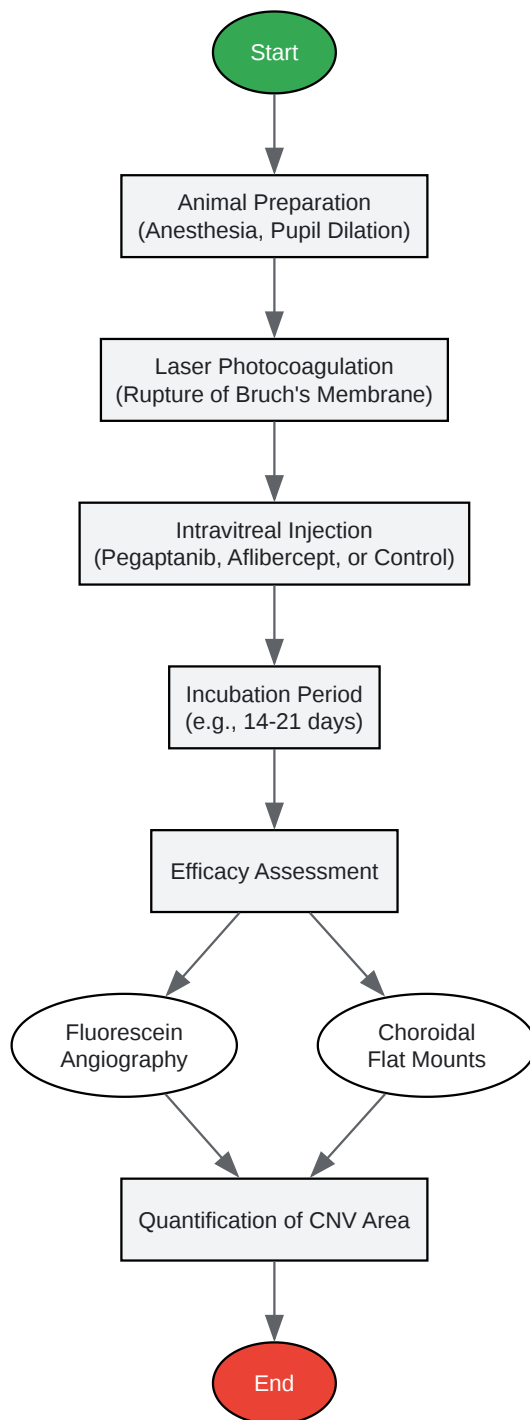 Start
Animal Preparation
(Anesthesia, Pupil Dilation)
Laser Photocoagulation
(Rupture of Bruch's Membrane)
Intravitreal Injection
(Pegaptanib, Aflibercept, or Control)
Incubation Period
(e.g., 14-21 days)
Efficacy Assessment
Fluorescein
Angiography
Choroidal
Flat Mounts
Quantification of CNV Area
End